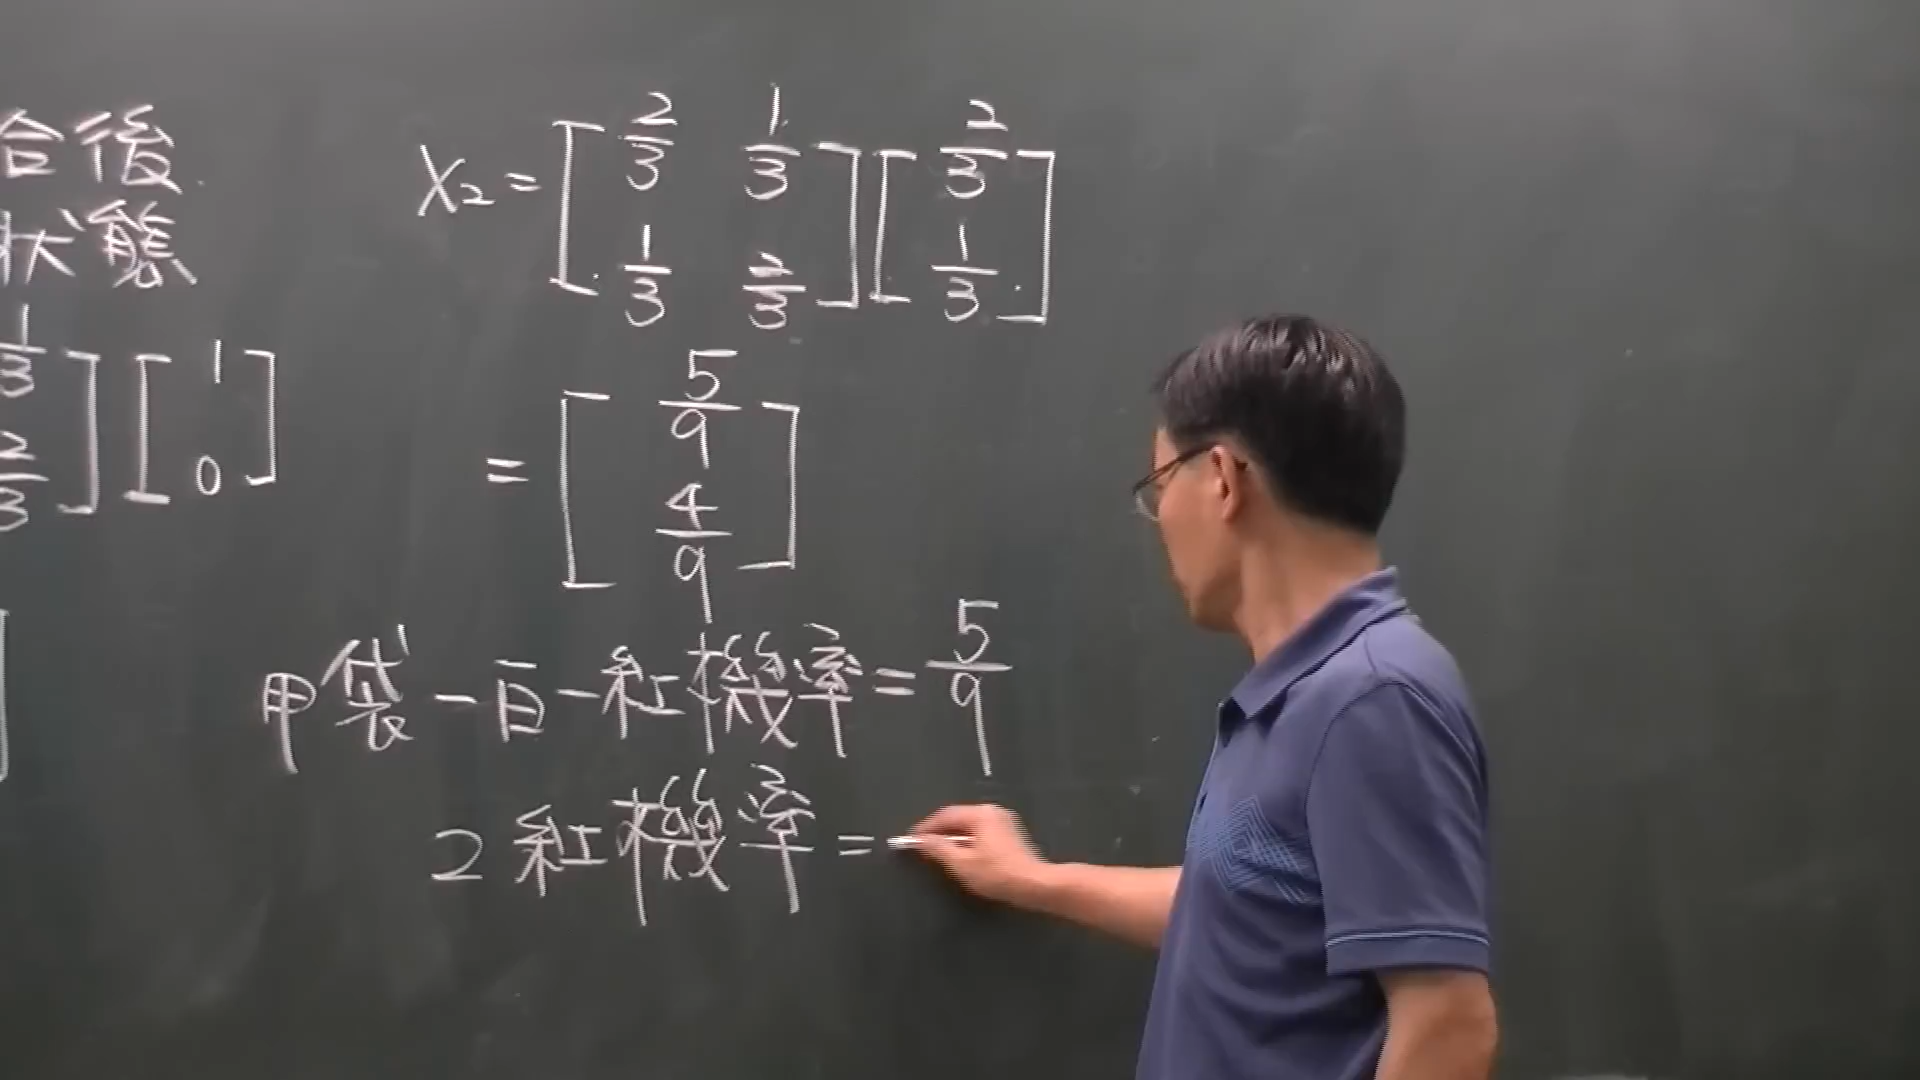 合後
狀態
1/3 2/3 ] [ 1 0 ]
X₂ = [ 2/3 1/3 1/3 2/3 ] [ 2/3 1/3 ]
= [ 5/9 4/9 ]
甲袋一白一紅機率 = 5/9
2紅機率 =